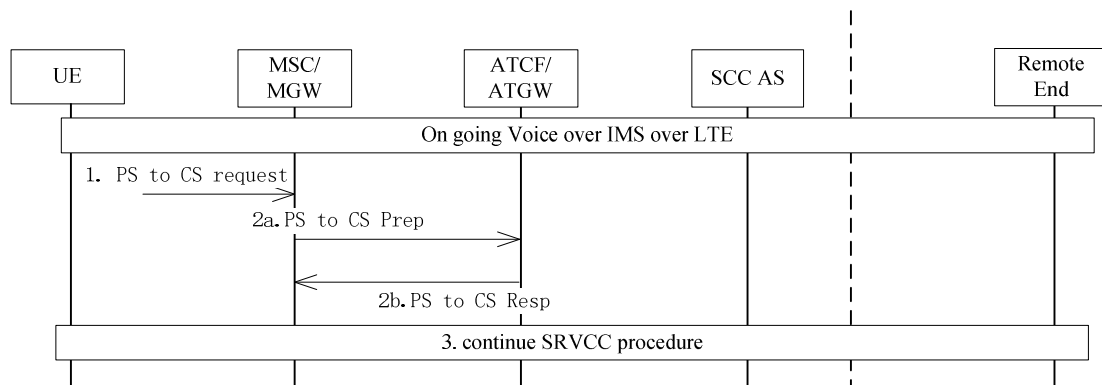 UE
MSC/
MGW
ATCF/
ATGW
SCC AS
Remote
End
On going Voice over IMS over LTE
1. PS to CS request
2a.PS to CS Prep
2b.PS to CS Resp
3. continue SRVCC procedure